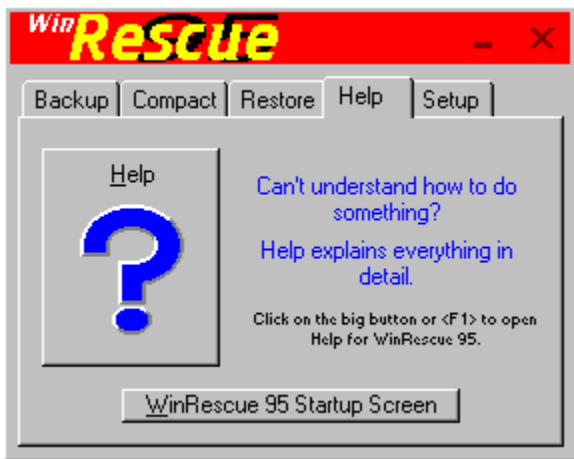 Win Rescue
Backup Compact Restore Help Setup
Help
?
Can't understand how to do
something?
Help explains everything in
detail.
Click on the big button or <F1> to open
Help for WinRescue 95.
WinRescue 95 Startup Screen